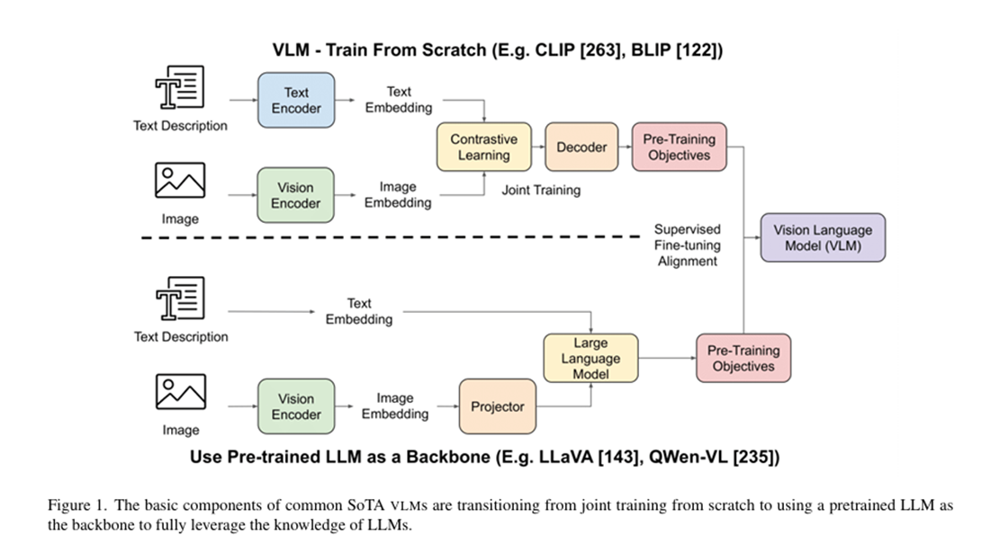 VLM - Train From Scratch (E.g. CLIP [263], BLIP [122])
Text Description
Text
Encoder
Text
Embedding
Contrastive
Learning
Decoder
Pre-Training
Objectives
Image
Vision
Encoder
Image
Embedding
Joint Training
Supervised
Fine-tuning
Alignment
Vision Language
Model (VLM)
Text Description
Text
Embedding
Large
Language
Model
Pre-Training
Objectives
Image
Vision
Encoder
Image
Embedding
Projector
Use Pre-trained LLM as a Backbone (E.g. LLaVA [143], QWen-VL [235])
Figure 1. The basic components of common SoTA VLMs are transitioning from joint training from scratch to using a pretrained LLM as
the backbone to fully leverage the knowledge of LLMs.